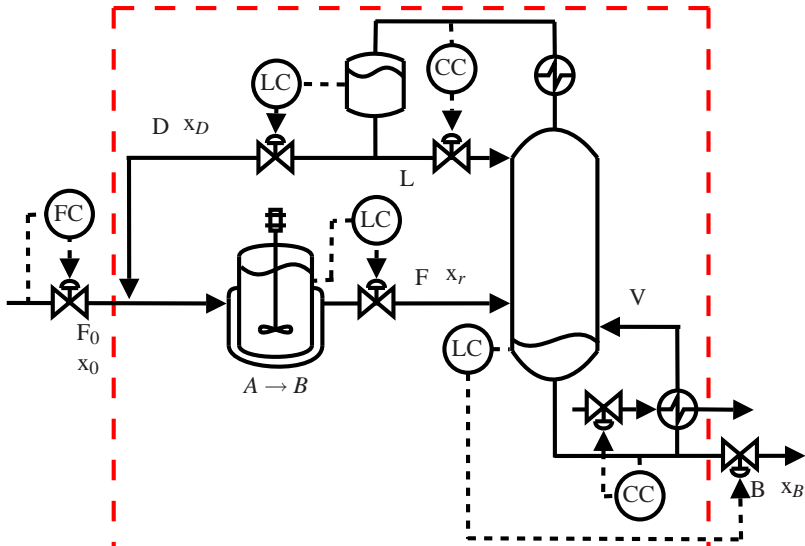 CC
LC
D x_D
L
FC
LC
F x_r
V
F_0
x_0
LC
A → B
CC
B x_B